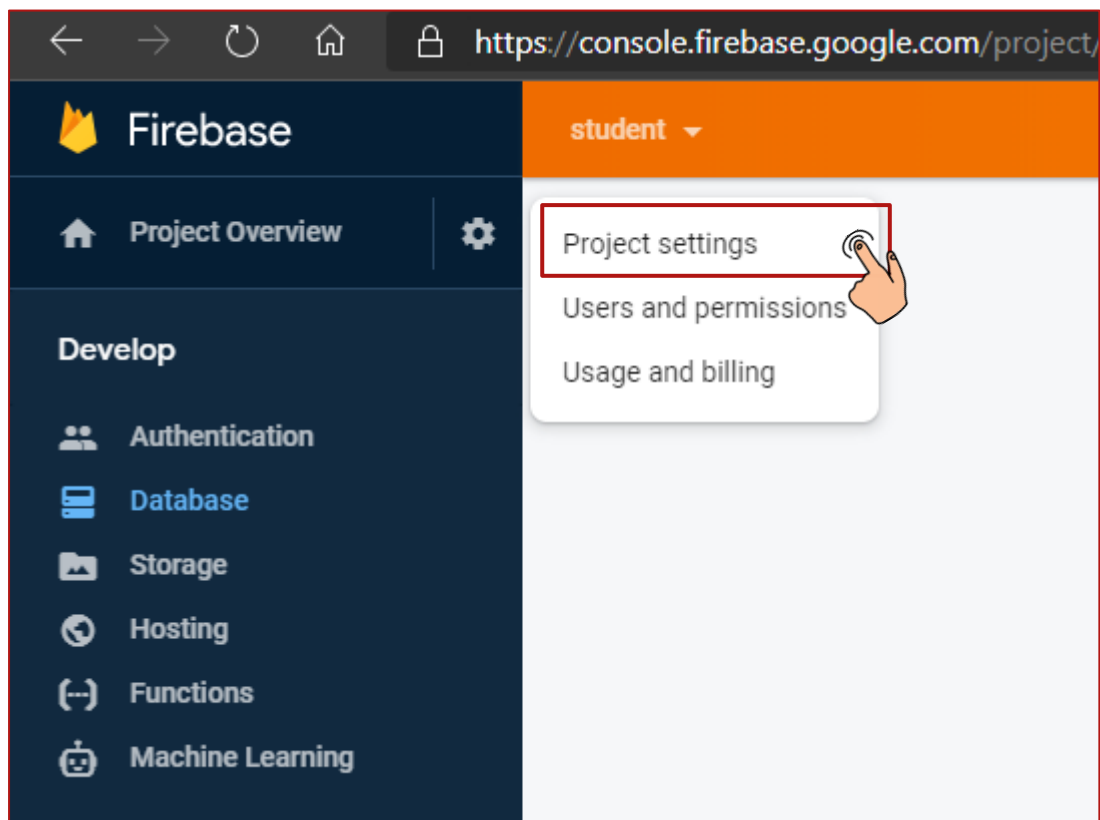 https://console.firebase.google.com/project/
Firebase
student
Project Overview
Project settings
Users and permissions
Usage and billing
Develop
Authentication
Database
Storage
Hosting
Functions
Machine Learning